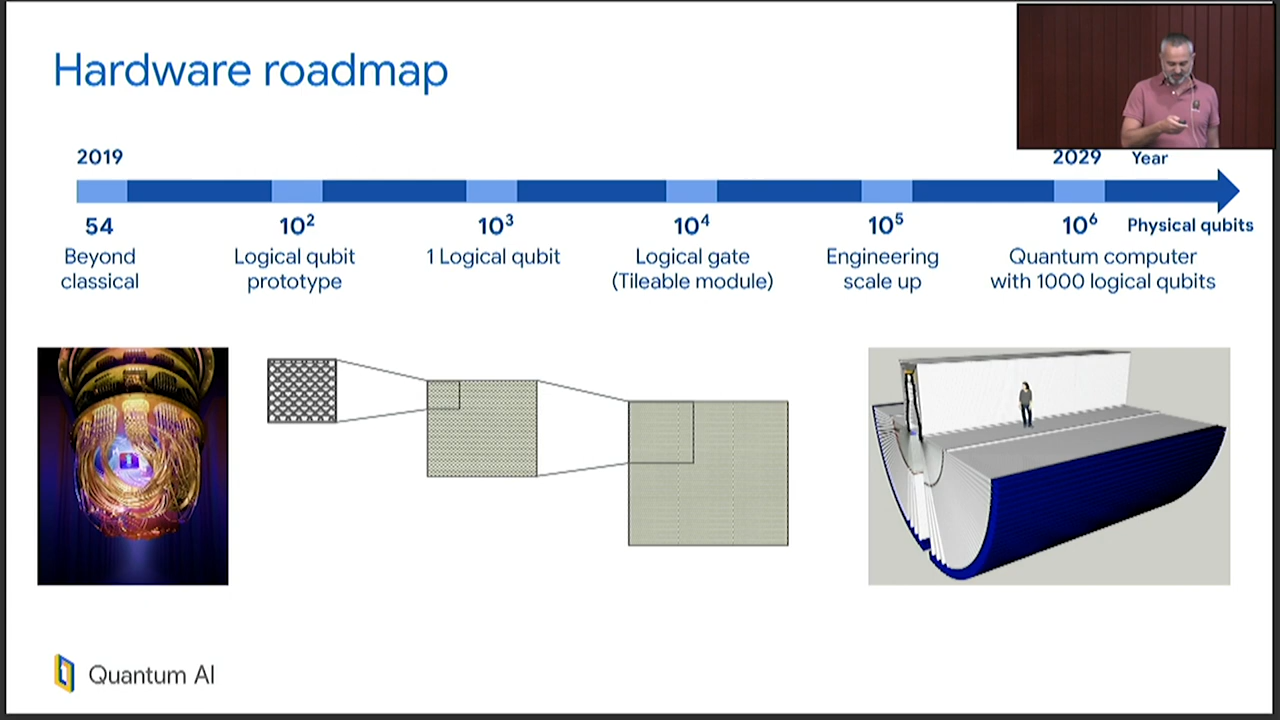 Hardware roadmap
2019
2029 Year
54
10²
10³
10⁴
10⁵
10⁶
Physical qubits
Beyond
classical
Logical qubit
prototype
1 Logical qubit
Logical gate
(Tileable module)
Engineering
scale up
Quantum computer
with 1000 logical qubits
Quantum AI